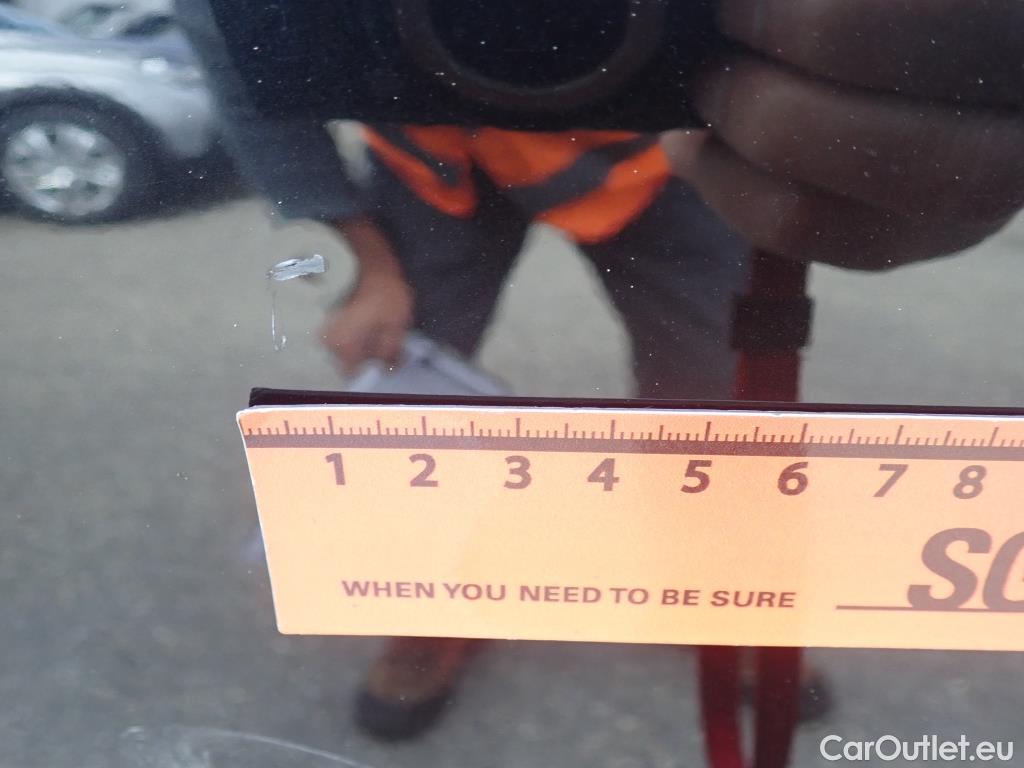 1 2 3 4 5 6 7 8
WHEN YOU NEED TO BE SURE
CarOutlet.eu